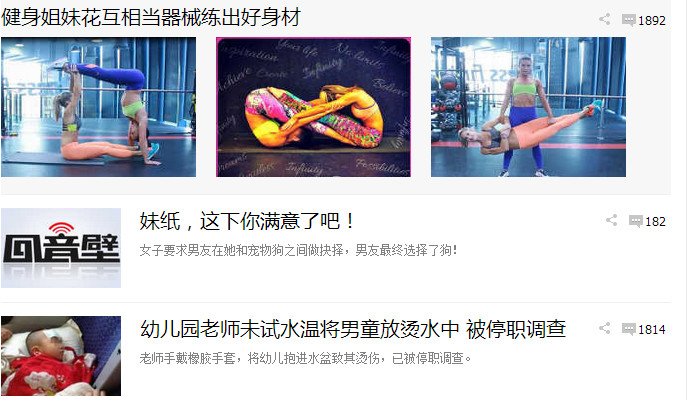 健身姐妹花互相当器械练出好身材
1892
Inspiration
Your life
No limits
Infinity
Believe
Achieve
Create
Infinity
Infinity
Possibilities
回音壁
妹纸，这下你满意了吧！
182
女子要求男友在她和宠物狗之间做抉择，男友最终选择了狗！
幼儿园老师未试水温将男童放烫水中 被停职调查
1814
老师手戴橡胶手套，将幼儿抱进水盆致其烫伤，已被停职调查。